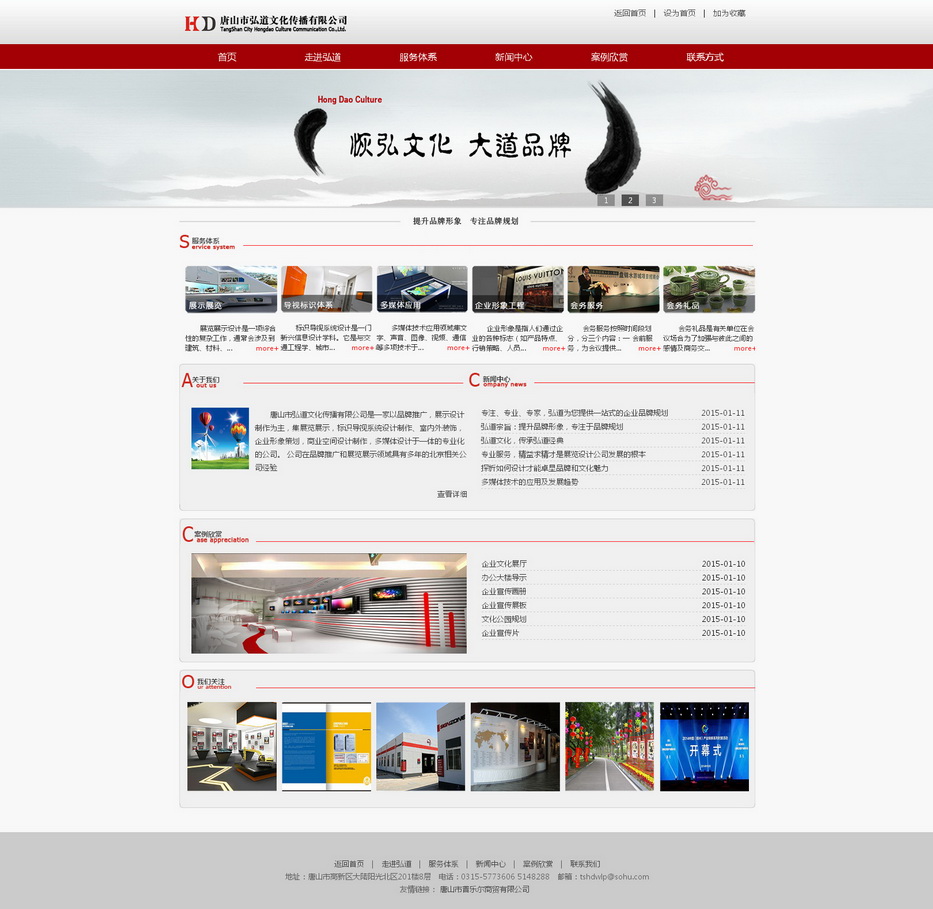 HD 唐山市弘道文化传播有限公司
TangShan City Hongdao Culture Communication Co.,Ltd.
返回首页 | 设为首页 | 加为收藏
首页 走进弘道 服务体系 新闻中心 案例欣赏 联系方式
Hong Dao Culture
恢弘文化 大道品牌
1 2 3
提升品牌形象 专注品牌规划
Service system 服务体系
展示展览 导视标识体系 多媒体应用 企业形象工程 会务服务 会务礼品
LOUIS VUITTON
展览展示设计是一项综合
性的复杂工作，通常会涉及到
建筑、材料、... more+
标识导视系统设计是一门
新兴信息设计学科。它是与交
通工程学、城市... more+
多媒体技术应用领域集文
字、声音、图像、视频、通信
等多项技术于... more+
企业形象是指人们通过企
业的各种标志（如产品特点、
行销策略、人员... more+
会务服务按照时间段划
分，分三个内容：一 会前服
务，为会议提供... more+
会务礼品是有关单位在会
议场合为了加强与彼此之间的
感情及商务交... more+
About us 关于我们
唐山市弘道文化传播有限公司是一家以品牌推广，展示设计
制作为主，集展览展示，标识导视系统设计制作、室内外装饰，
企业形象策划，商业空间设计制作，多媒体设计于一体的专业化
的公司。 公司在品牌推广和展览展示领域具有多年的北京相关公
司经验
查看详细
Company news 新闻中心
专注、专业、专家，弘道为您提供一站式的企业品牌规划 2015-01-11
弘道宗旨：提升品牌形象，专注于品牌规划 2015-01-11
弘道文化，传承弘道经典 2015-01-11
专业服务，精益求精才是展览设计公司发展的根本 2015-01-11
探析如何设计才能卓显品牌和文化魅力 2015-01-11
多媒体技术的应用及发展趋势 2015-01-11
Case appreciation 案例欣赏
企业文化展厅 2015-01-10
办公大楼导示 2015-01-10
企业宣传画册 2015-01-10
企业宣传展板 2015-01-10
文化公园规划 2015-01-10
企业宣传片 2015-01-10
Our attention 我们关注
开幕式
返回首页 | 走进弘道 | 服务体系 | 新闻中心 | 案例欣赏 | 联系我们
地址：唐山市高新区大陆阳光北区201楼8层 电话：0315-5773606 5148288 邮箱：tshdwlp@sohu.com
友情链接： 唐山市普乐尔商贸有限公司